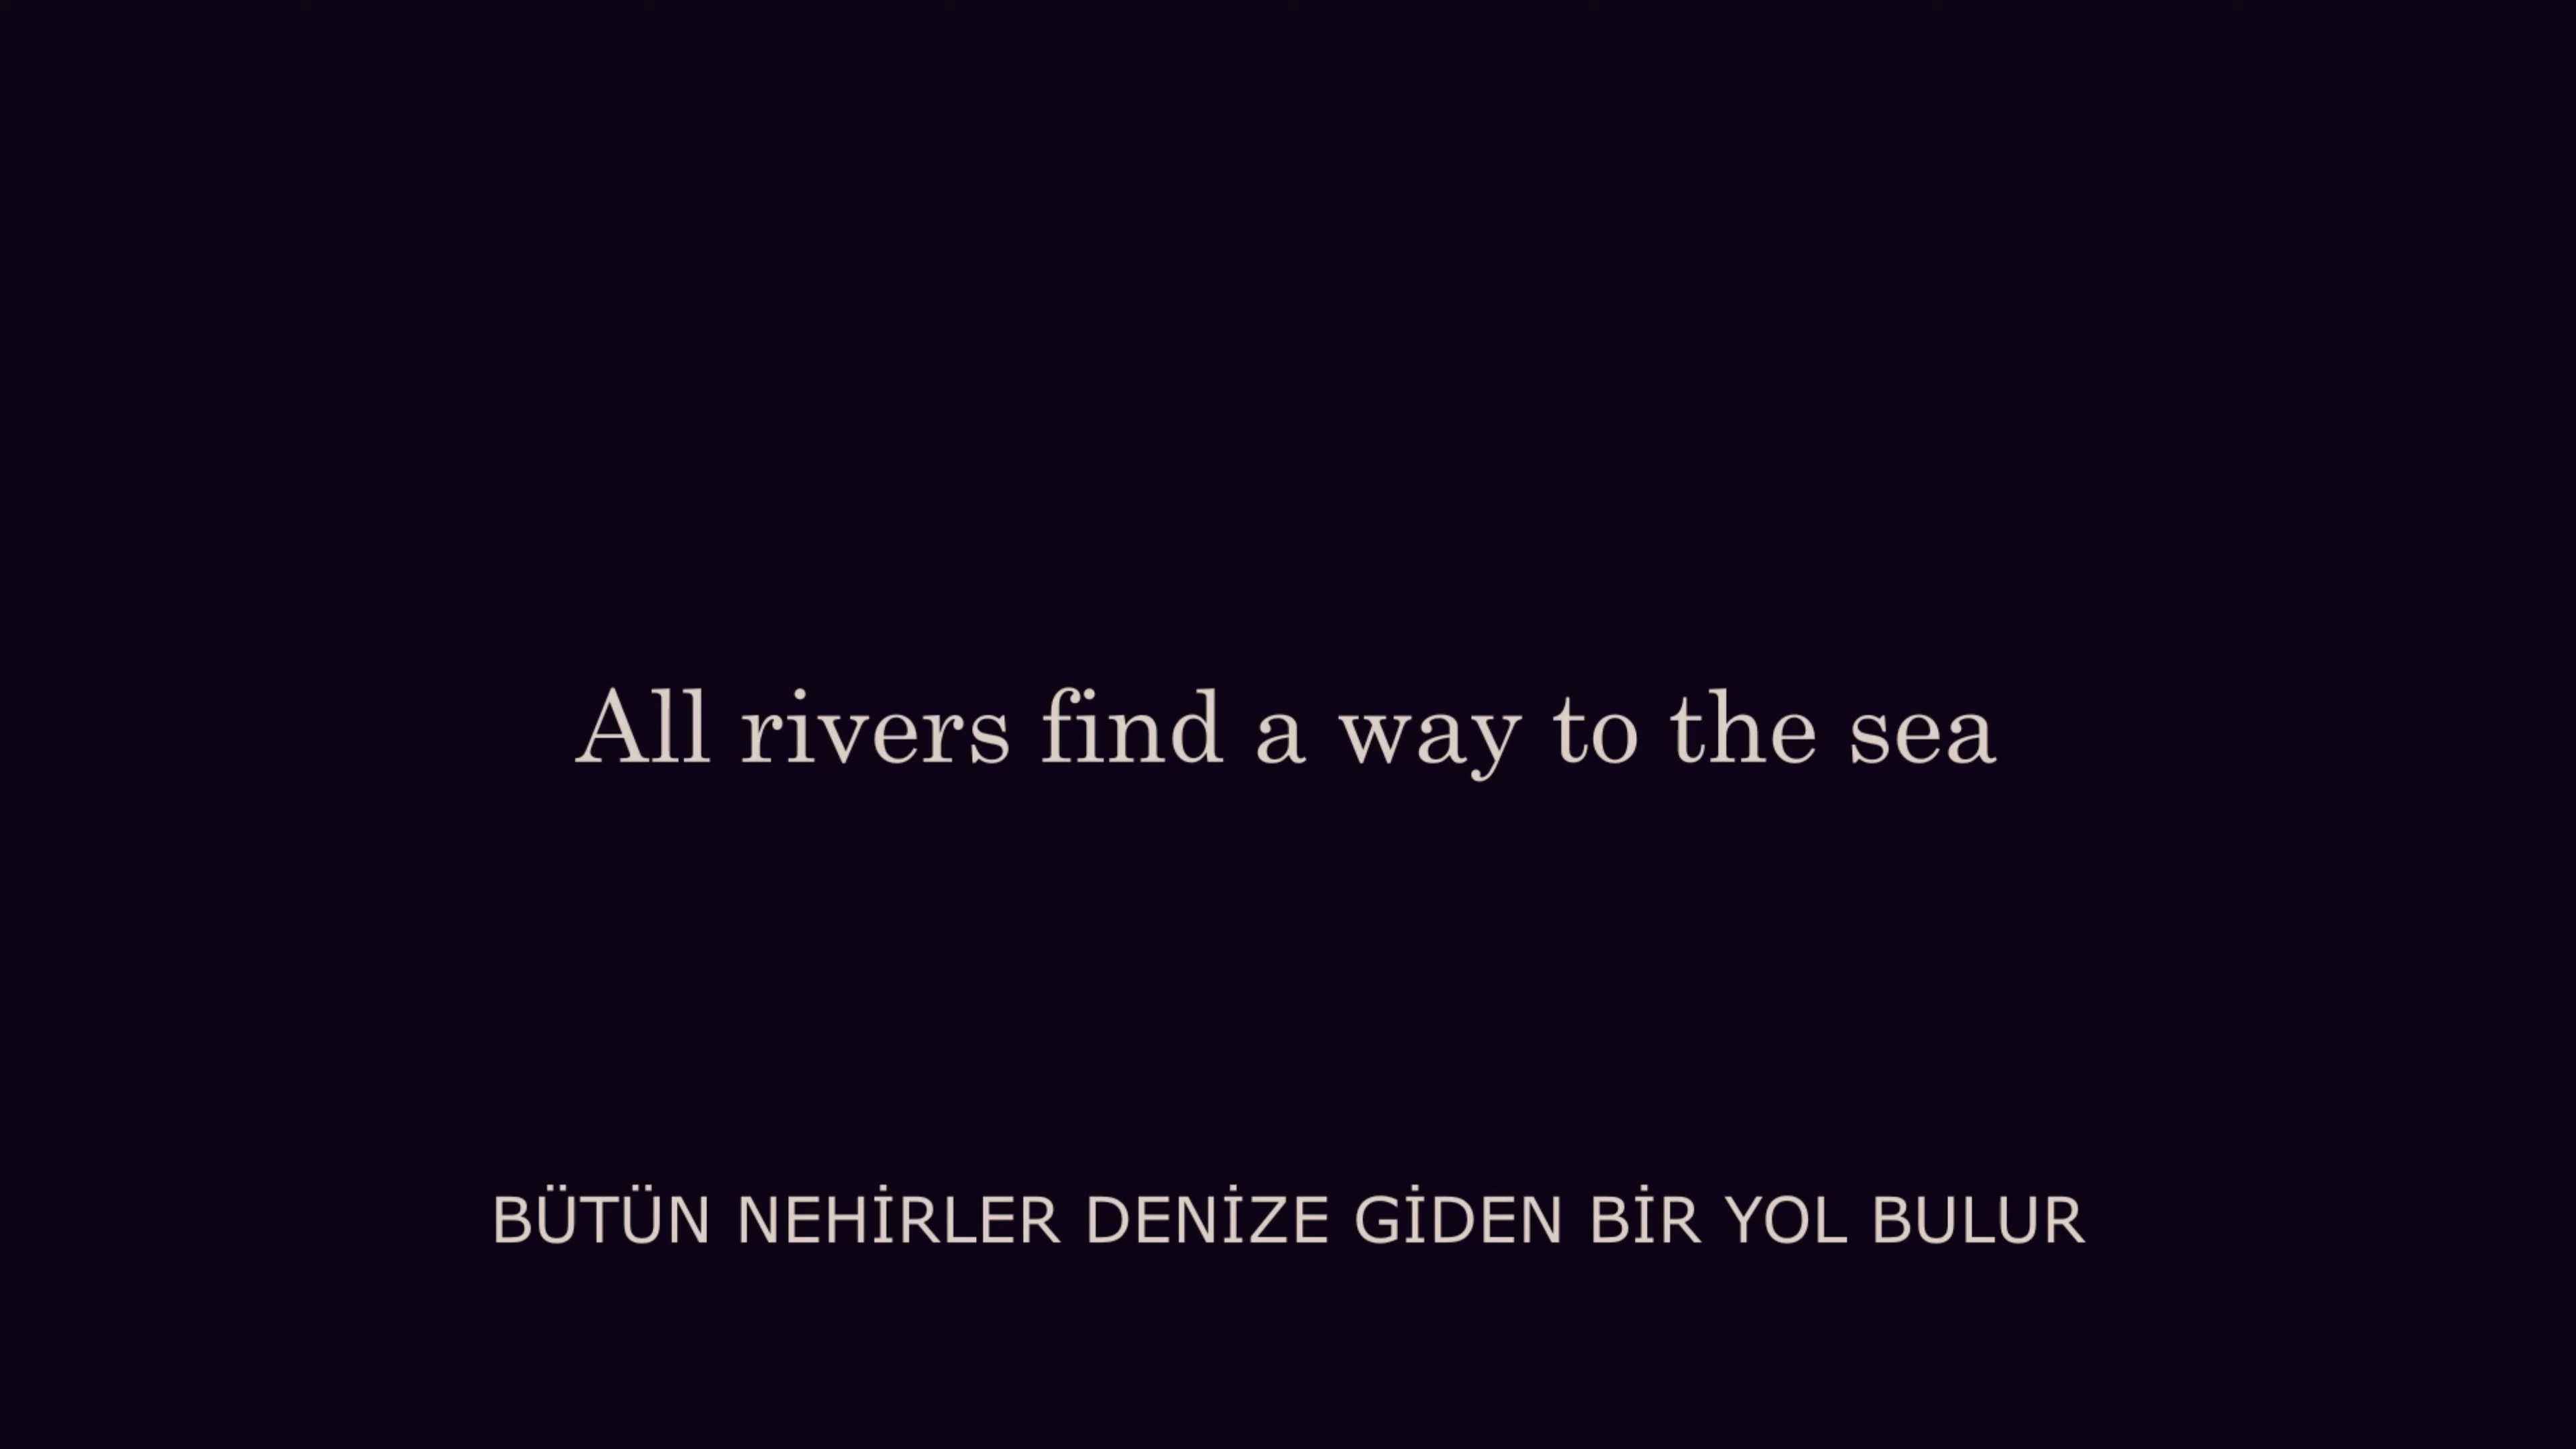 All rivers find a way to the sea
BÜTÜN NEHİRLER DENİZE GİDEN BİR YOL BULUR